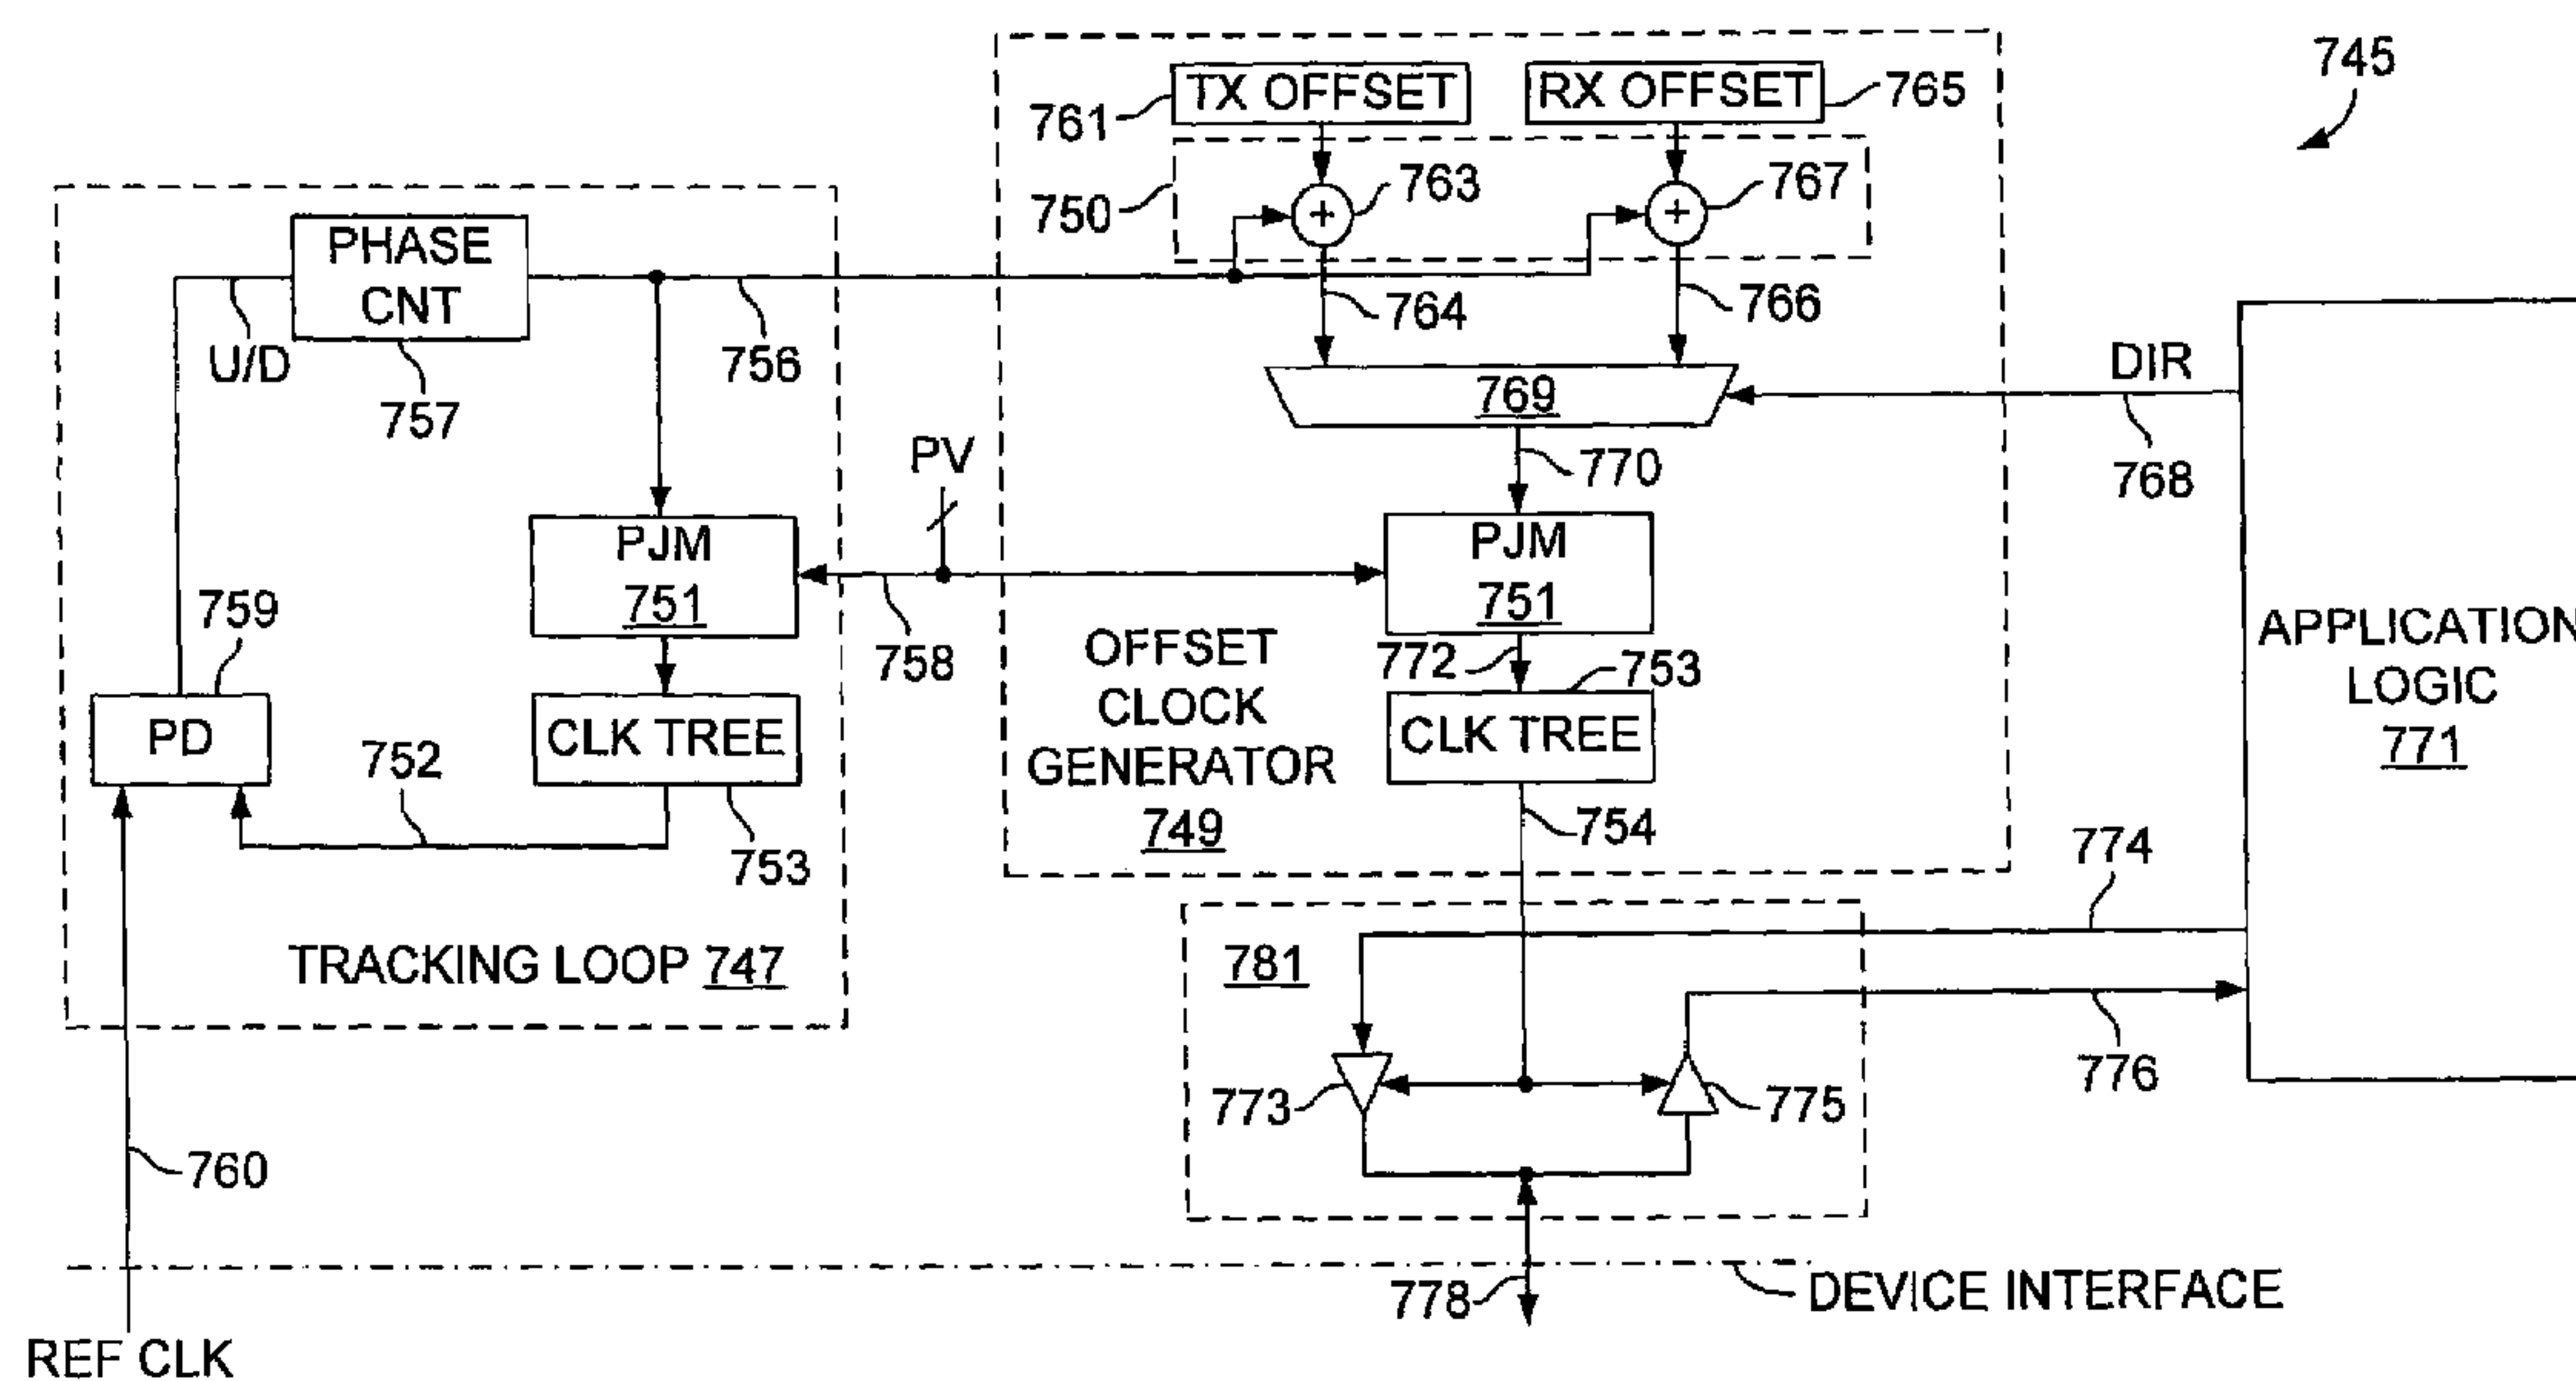 745
TX OFFSET
RX OFFSET
761
765
750
+
763
+
767
PHASE
CNT
U/D
757
756
764
766
769
DIR
768
770
PV
PJM
751
758
PJM
751
772
753
759
PD
CLK TREE
CLK TREE
752
753
754
OFFSET
CLOCK
GENERATOR
749
APPLICATION
LOGIC
771
TRACKING LOOP 747
774
781
776
773
775
760
778
DEVICE INTERFACE
REF CLK